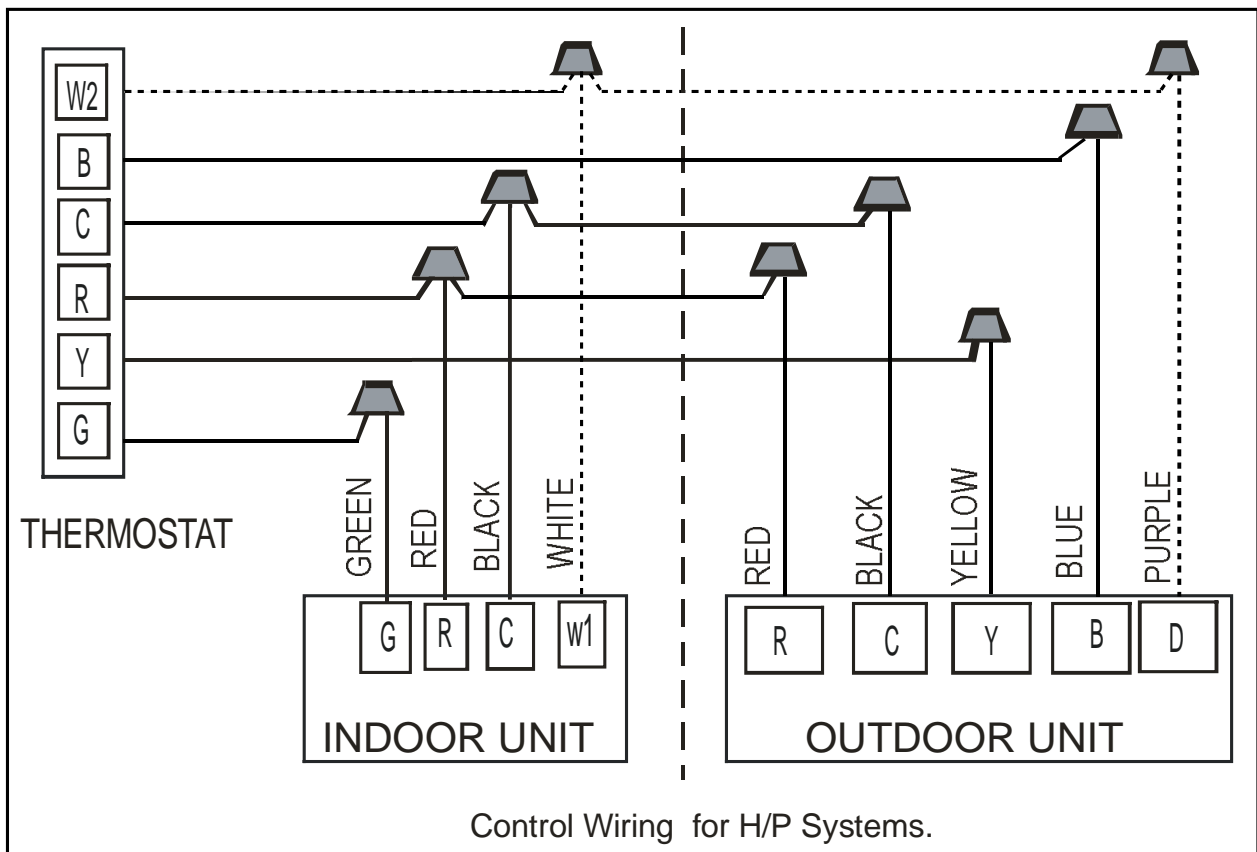 W2
B
C
R
Y
G
THERMOSTAT
GREEN
RED
BLACK
WHITE
RED
BLACK
YELLOW
BLUE
PURPLE
G
R
C
W1
R
C
Y
B
D
INDOOR UNIT
OUTDOOR UNIT
Control Wiring for H/P Systems.